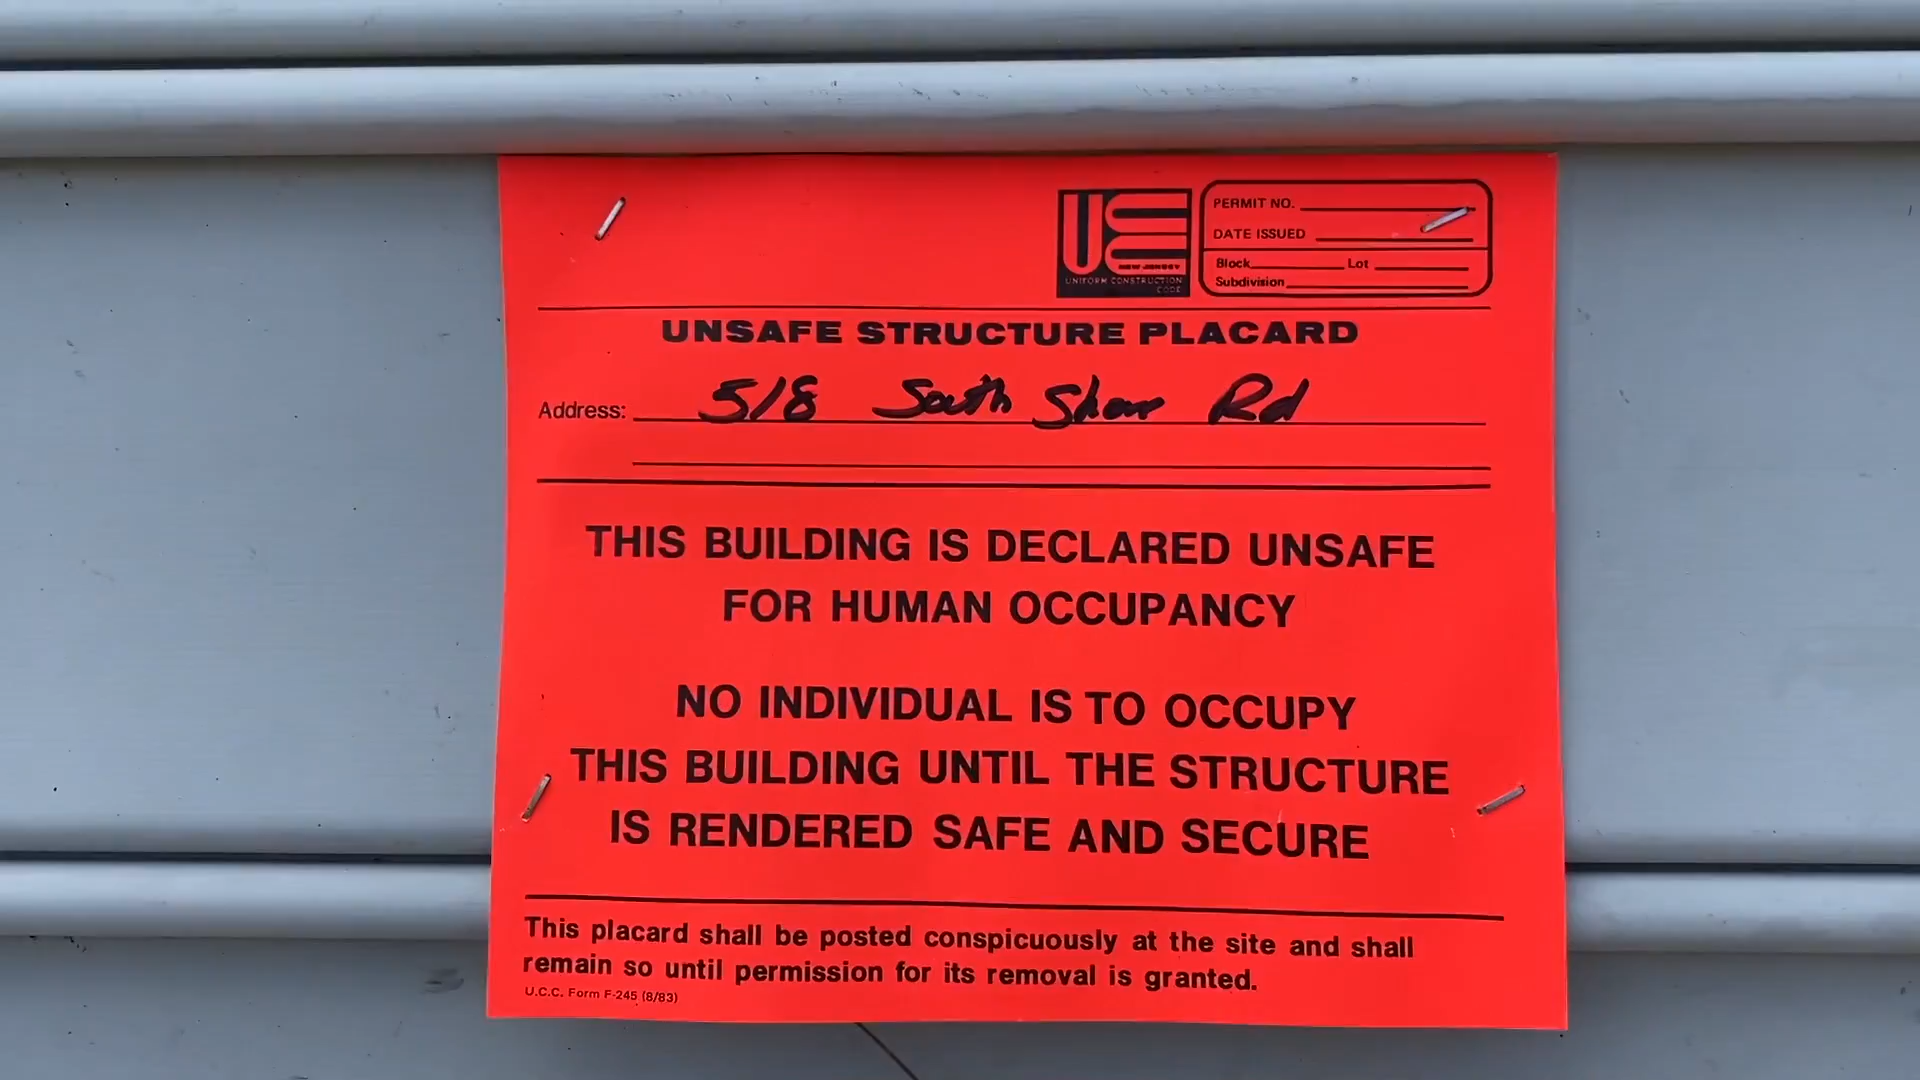 UCC
NEW JERSEY
UNIFORM CONSTRUCTION
CODE
PERMIT NO.
DATE ISSUED
Block Lot
Subdivision
UNSAFE STRUCTURE PLACARD
Address: 518 South Shore Rd
THIS BUILDING IS DECLARED UNSAFE
FOR HUMAN OCCUPANCY
NO INDIVIDUAL IS TO OCCUPY
THIS BUILDING UNTIL THE STRUCTURE
IS RENDERED SAFE AND SECURE
This placard shall be posted conspicuously at the site and shall
remain so until permission for its removal is granted.
U.C.C. Form F-245 (8/83)